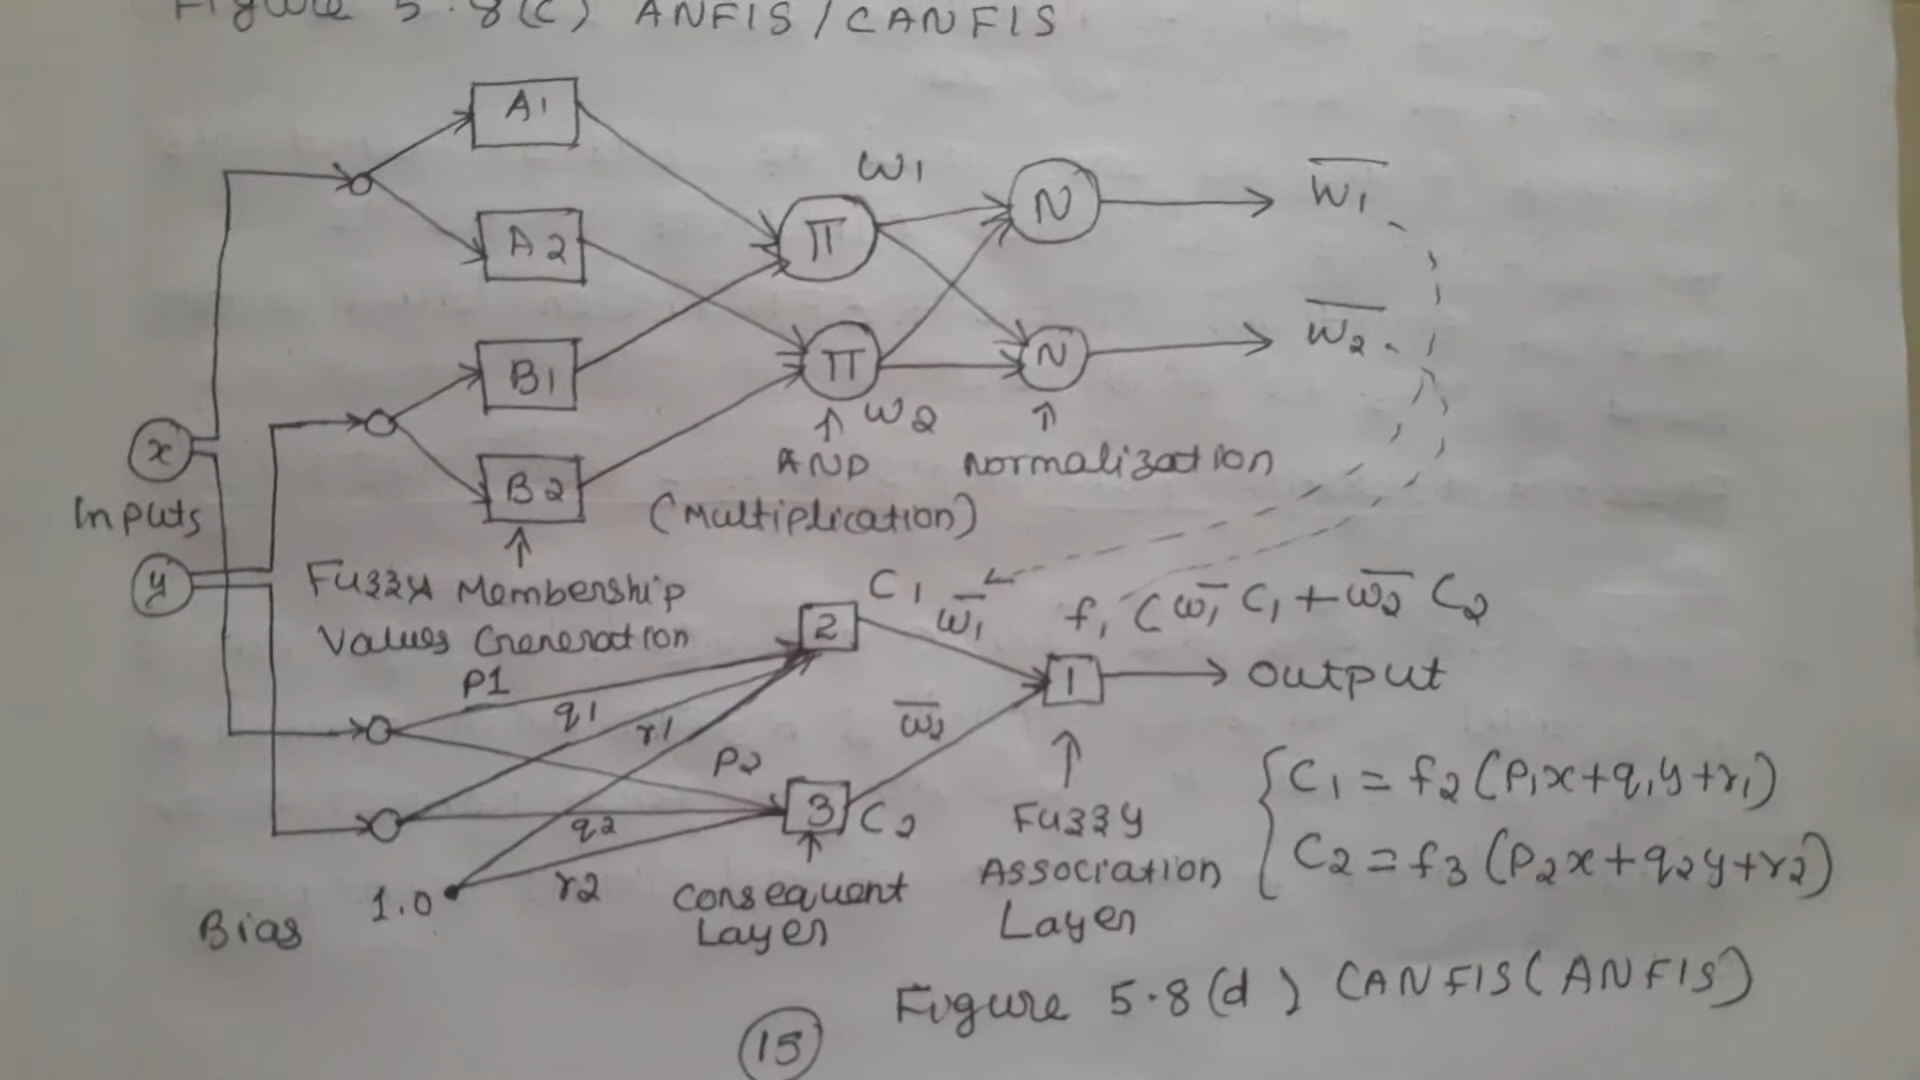 Figure 5.8(c) ANFIS/CANFIS
A1
A2
B1
B2
Π
Π
w1
w2
N
N
w̅1
w̅2
x
Inputs
y
AND
(Multiplication)
Normalization
Fuzzy Membership
Values Generation
C1
w̅1
f1 (w̅1 C1 + w̅2 C2
2
1
Output
P1
q1
r1
P2
w̅2
3
C2
q2
r2
Bias 1.0
Consequent
Layer
Fuzzy
Association
Layer
C1 = f2 (P1x+q1y+r1)
C2 = f3 (P2x+q2y+r2)
Figure 5.8(d) CANFIS(ANFIS)
15